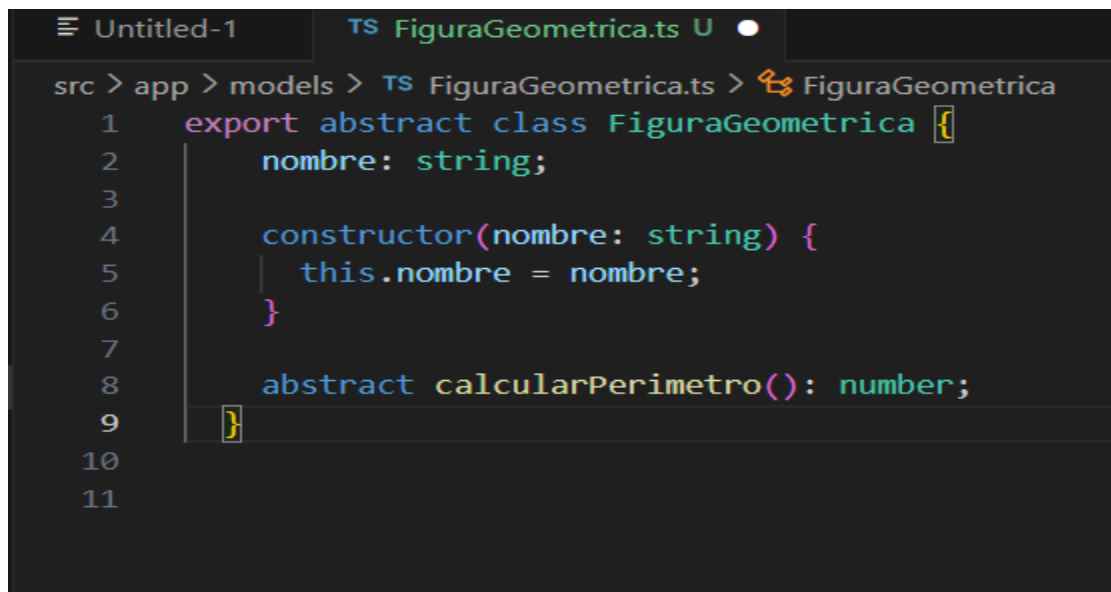 Untitled-1 TS FiguraGeometrica.ts U
src > app > models > TS FiguraGeometrica.ts > FiguraGeometrica
1 export abstract class FiguraGeometrica {
2 nombre: string;
3
4 constructor(nombre: string) {
5 this.nombre = nombre;
6 }
7
8 abstract calcularPerimetro(): number;
9 }
10
11